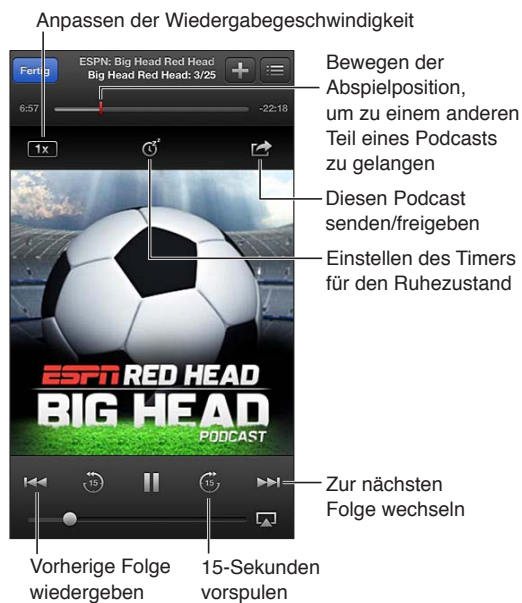 Anpassen der Wiedergabegeschwindigkeit
Fertig
ESPN: Big Head Red Head
Big Head Red Head: 3/25
6:57
-22:18
Bewegen der
Abspielposition,
um zu einem anderen
Teil eines Podcasts
zu gelangen
1x
z
z
Diesen Podcast
senden/freigeben
Einstellen des Timers
für den Ruhezustand
ESPN RED HEAD
BIG HEAD
PODCAST
15
15
Zur nächsten
Folge wechseln
Vorherige Folge
wiedergeben
15-Sekunden
vorspulen